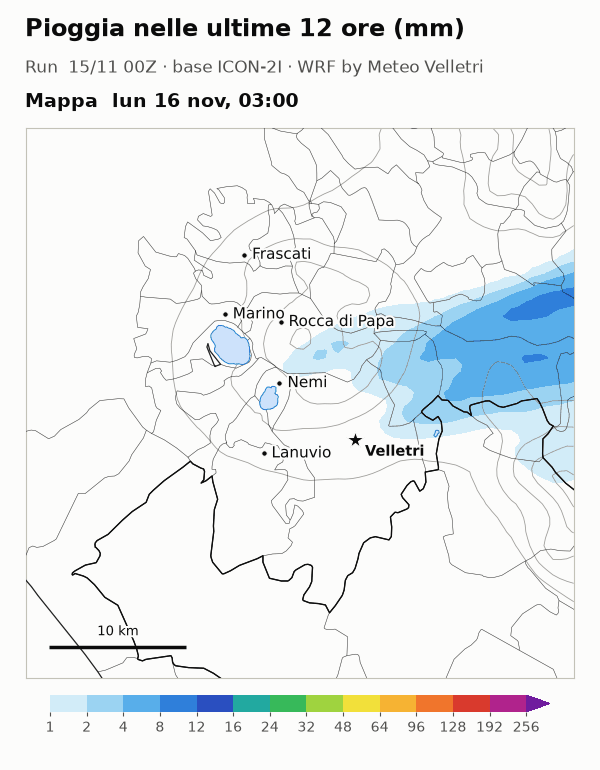 Pioggia nelle ultime 12 ore (mm)
Run  15/11 00Z · base ICON-2I · WRF by Meteo Velletri
Mappa  lun 16 nov, 03:00
Frascati
Marino
Rocca di Papa
Nemi
Velletri
Lanuvio
10 km
1 2 4 8 12 16 24 32 48 64 96 128 192 256